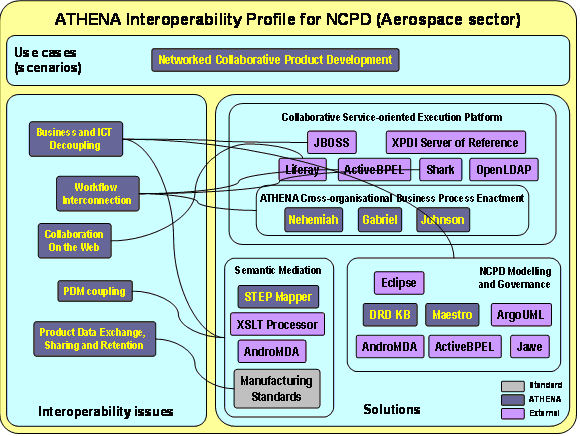 ATHENA Interoperability Profile for NCPD (Aerospace sector)
Use cases
(scenarios)
Networked Collaborative Product Development
Business and ICT
Decoupling
Workflow
Interconnection
Collaboration
On the Web
PDM coupling
Product Data Exchange,
Sharing and Retention
Interoperability issues
Collaborative Service-oriented Execution Platform
JBOSS
XPDI Server of Reference
Liferay
ActiveBPEL
Shark
OpenLDAP
ATHENA Cross-organisational Business Process Enactment
Nehemiah
Gabriel
Johnson
Semantic Mediation
STEP Mapper
XSLT Processor
AndroMDA
Manufacturing
Standards
NCPD Modelling
and Governance
Eclipse
DRD KB
Maestro
ArgoUML
AndroMDA
ActiveBPEL
Jawe
Solutions
Standard
ATHENA
External